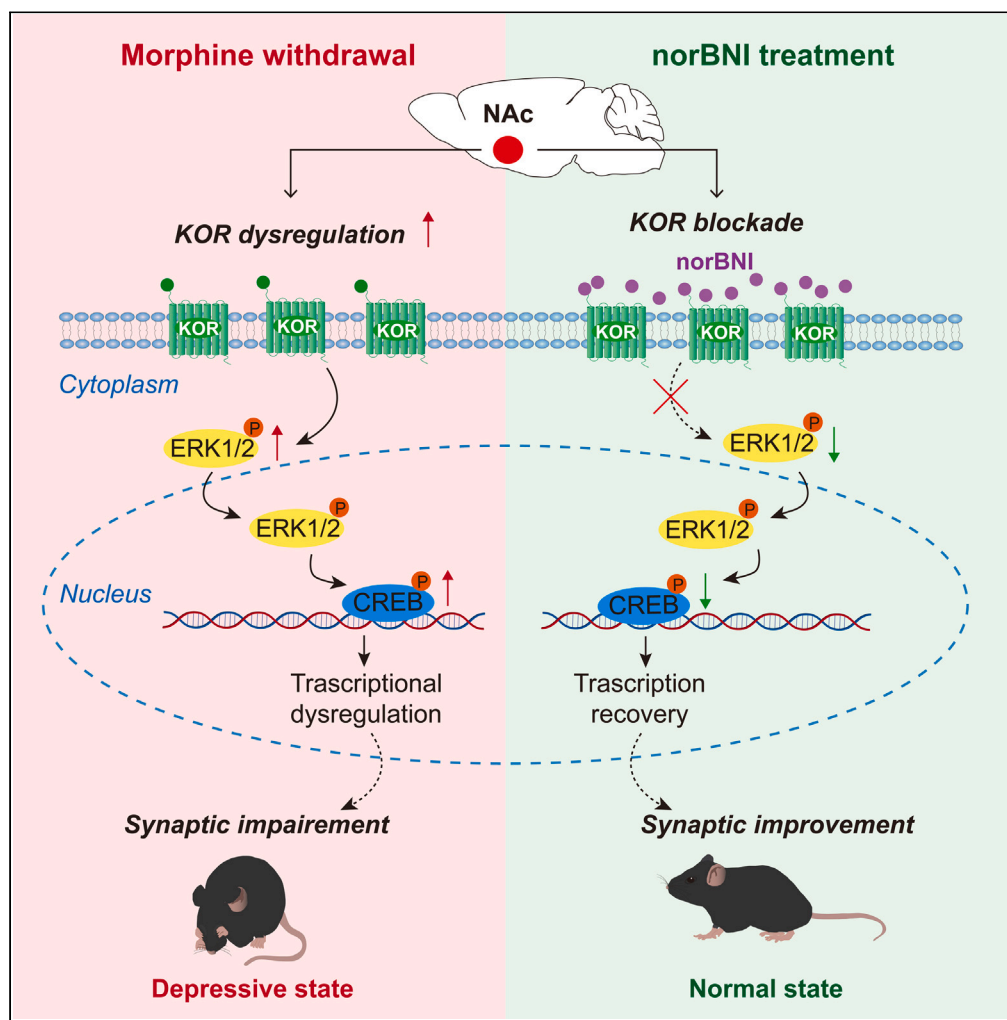 Morphine withdrawal
norBNI treatment
NAc
KOR dysregulation
KOR blockade
norBNI
KOR
KOR
KOR
KOR
KOR
KOR
Cytoplasm
P
ERK1/2
P
ERK1/2
P
ERK1/2
P
ERK1/2
Nucleus
P
CREB
P
CREB
Trascriptional
dysregulation
Trascription
recovery
Synaptic impairement
Synaptic improvement
Depressive state
Normal state